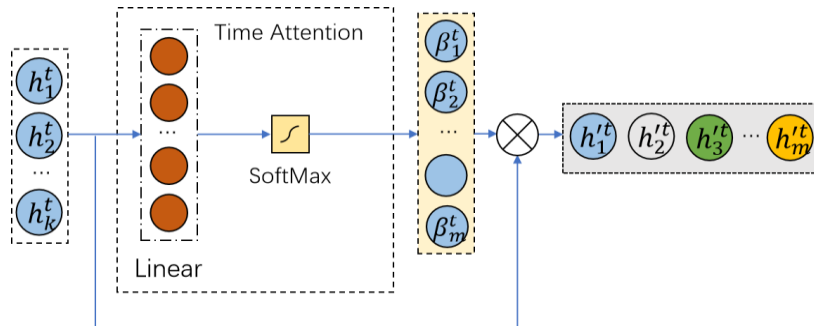 Time Attention
h_1^t
h_2^t
...
h_k^t
...
Linear
SoftMax
β_1^t
β_2^t
...
β_m^t
h_1'^t h_2'^t h_3'^t ... h_m'^t